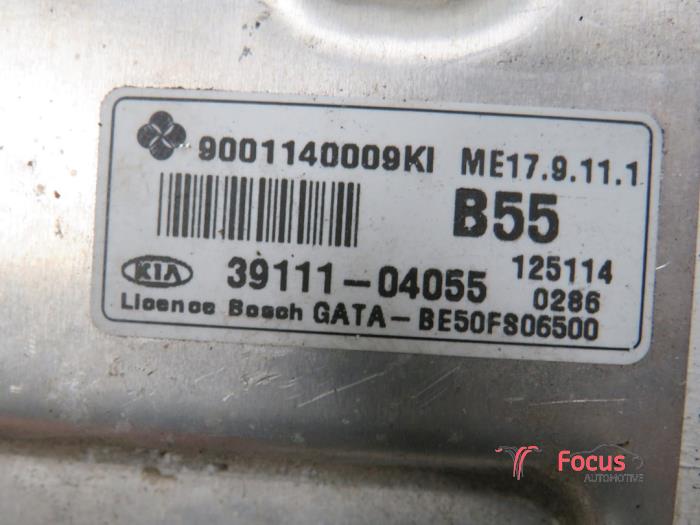 9001140009KI ME17.9.11.1
B55
KIA 39111-04055 125114
0286
Licence Bosch GATA-BE50FS06500
Focus
AUTOMOTIVE